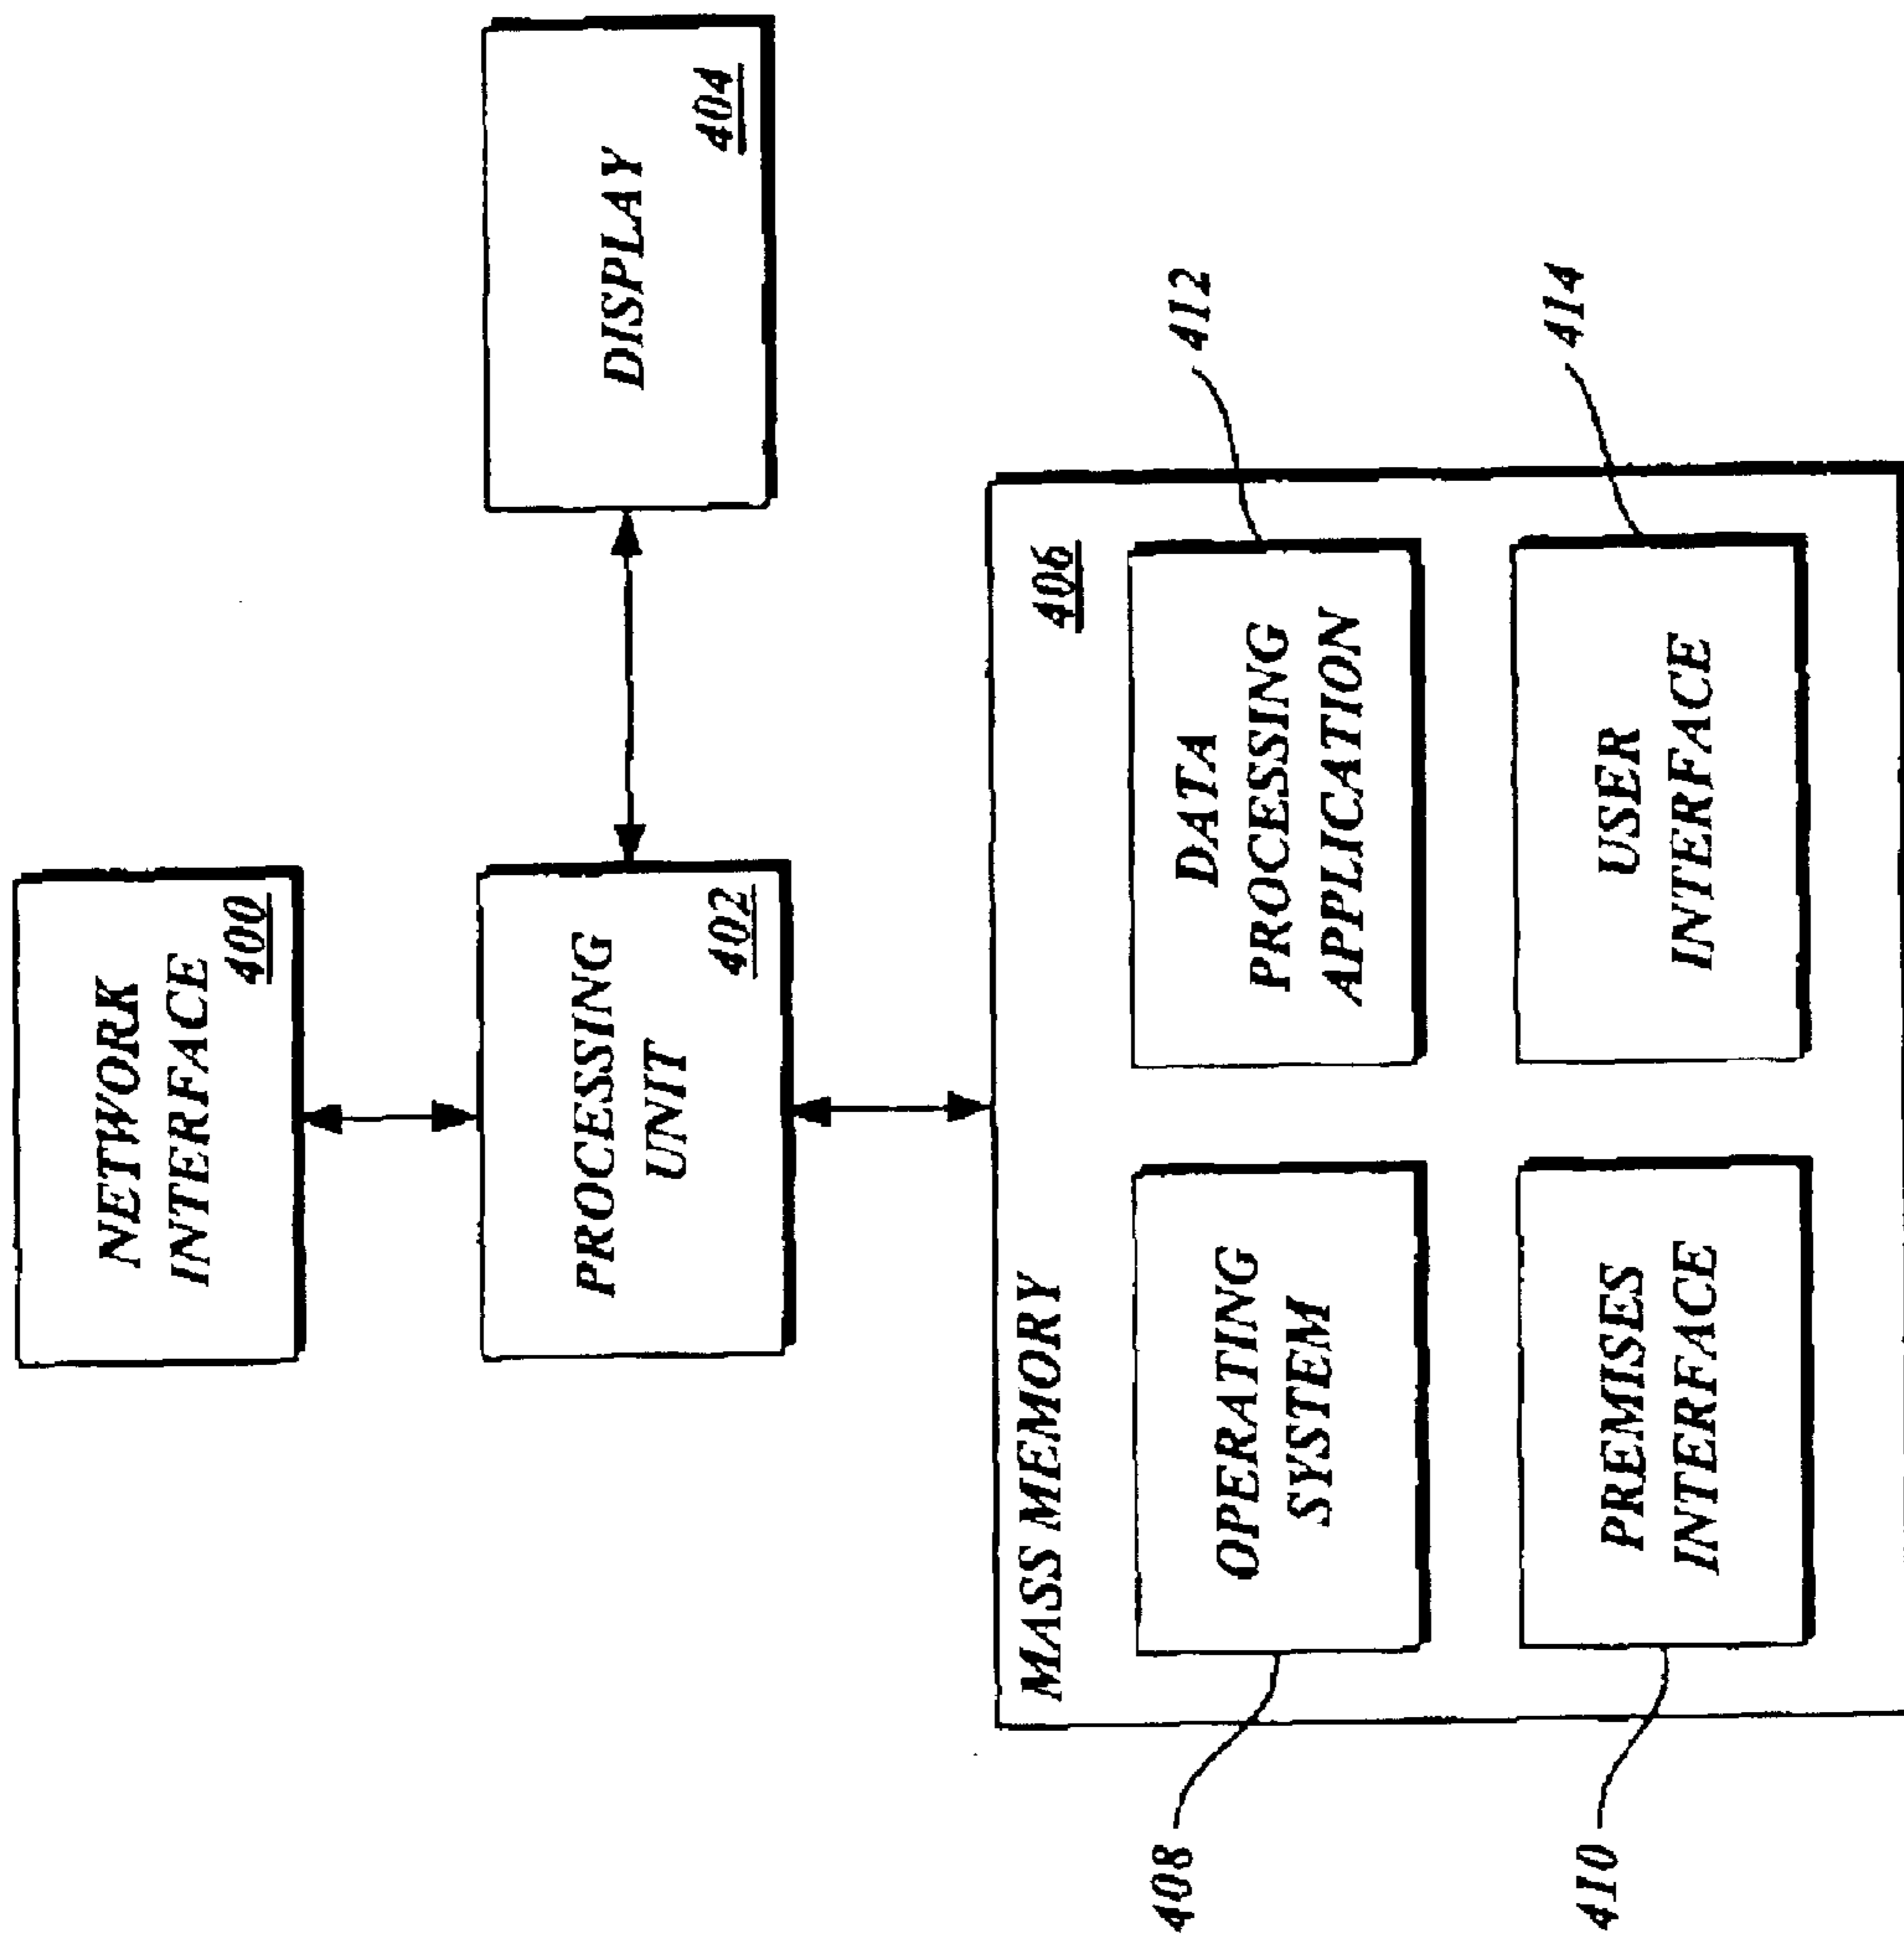 NETWORK
INTERFACE
400
PROCESSING
UNIT
402
DISPLAY
404
MASS MEMORY
406
OPERATING
SYSTEM
408
DATA
PROCESSING
APPLICATION
412
PREMISES
INTERFACE
410
USER
INTERFACE
414